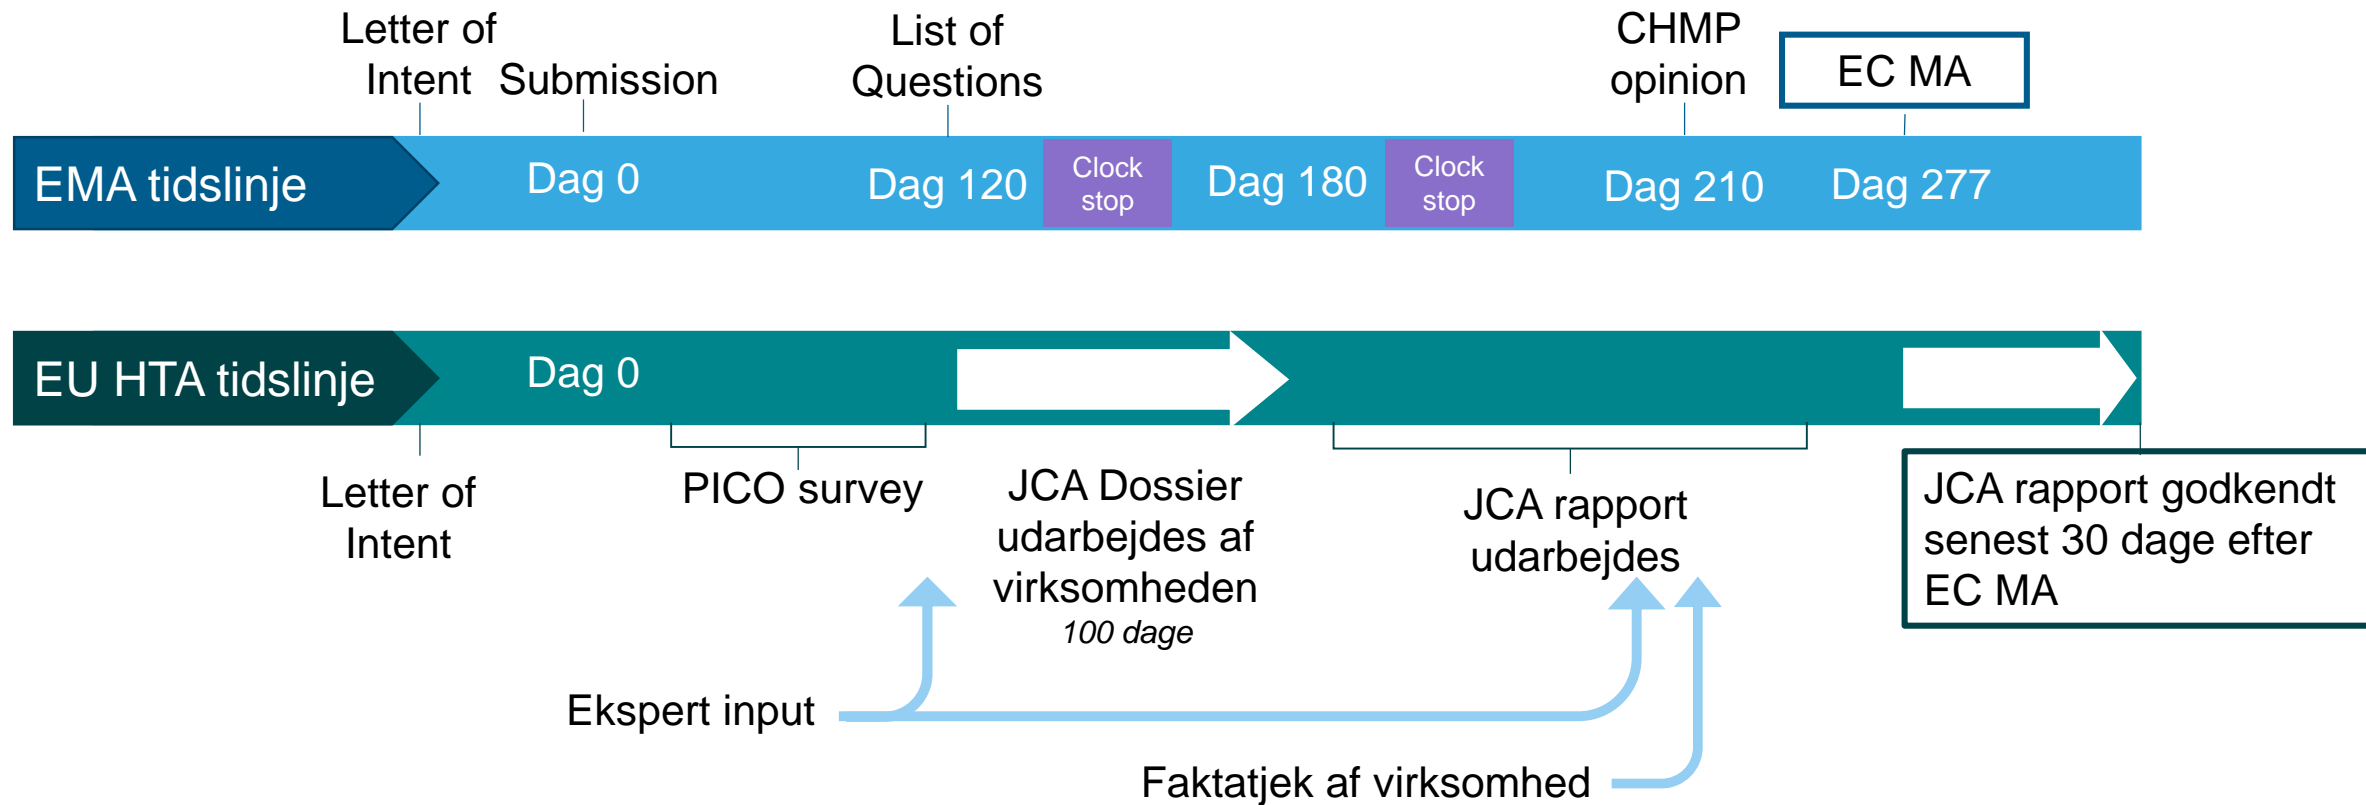 Letter of
Intent
Submission
List of
Questions
CHMP
opinion
EC MA
EMA tidslinje
Dag 0
Dag 120
Clock
stop
Dag 180
Clock
stop
Dag 210
Dag 277
EU HTA tidslinje
Dag 0
Letter of
Intent
PICO survey
JCA Dossier
udarbejdes af
virksomheden
100 dage
JCA rapport
udarbejdes
JCA rapport godkendt
senest 30 dage efter
EC MA
Ekspert input
Faktatjek af virksomhed